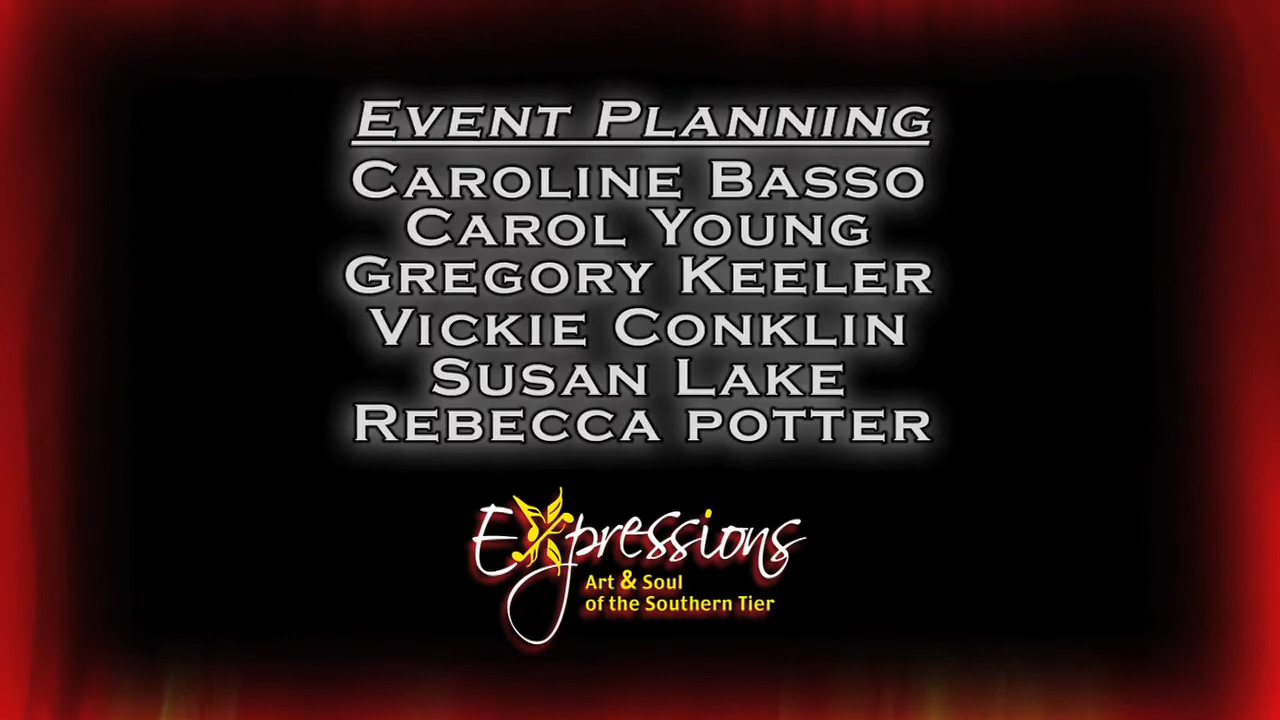 Event Planning
Caroline Basso
Carol Young
Gregory Keeler
Vickie Conklin
Susan Lake
Rebecca potter
Expressions
Art & Soul
of the Southern Tier